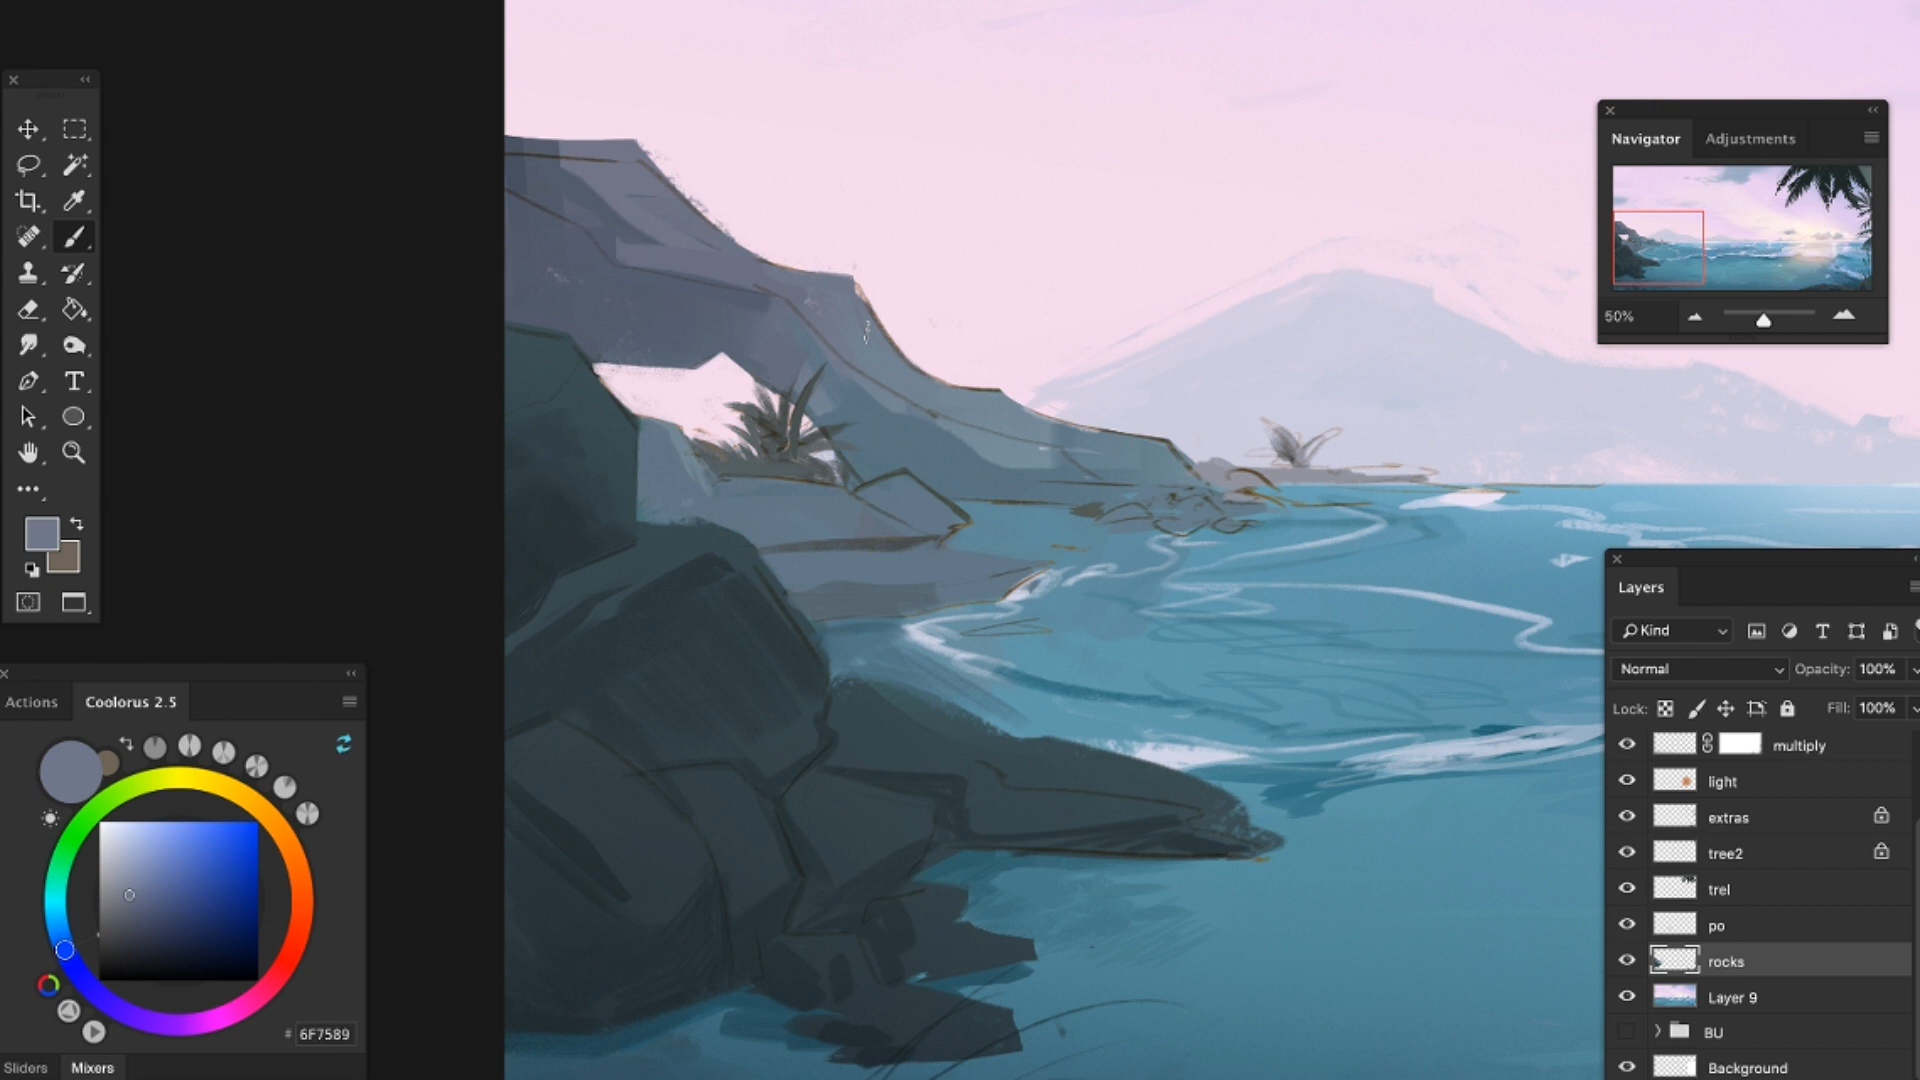 Navigator Adjustments
50%
Layers
Kind
Normal Opacity: 100%
Lock: Fill: 100%
multiply
light
extras
tree2
trel
po
rocks
Layer 9
BU
Background
Actions Coolorus 2.5
# 6F7589
Sliders Mixers